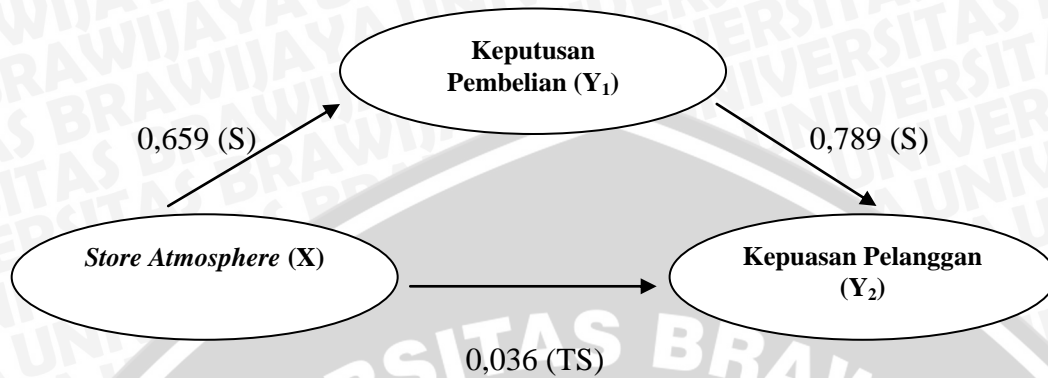 Keputusan
Pembelian (Y₁)
0,659 (S)
0,789 (S)
Store Atmosphere (X)
Kepuasan Pelanggan
(Y₂)
0,036 (TS)